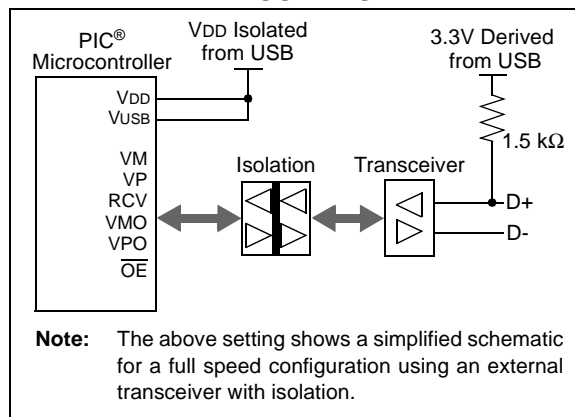 PIC®
Microcontroller
VDD Isolated
from USB
3.3V Derived
from USB
VDD
VUSB
1.5 kΩ
VM
VP
RCV
VMO
VPO
OE
Isolation
Transceiver
D+
D-
Note: The above setting shows a simplified schematic
for a full speed configuration using an external
transceiver with isolation.